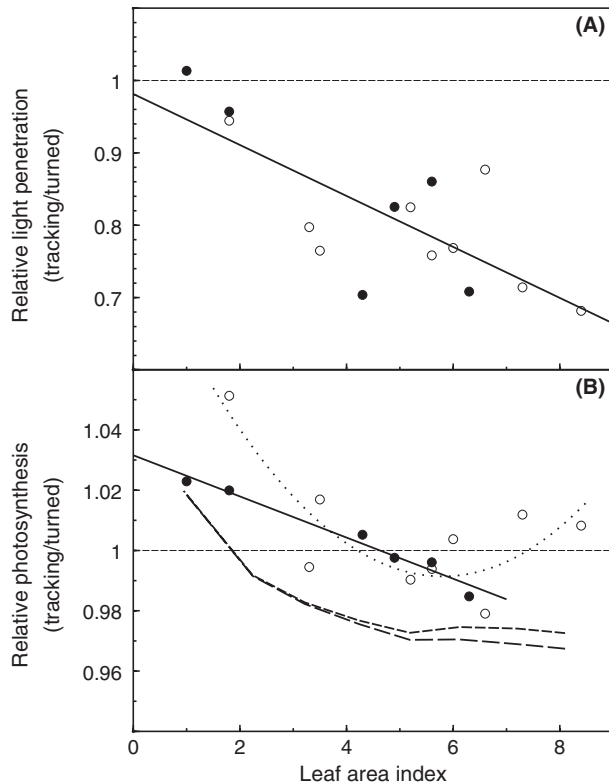 (A)
1
0.9
0.8
0.7
Relative light penetration
(tracking/turned)
(B)
1.04
1.02
1
0.98
0.96
Relative photosynthesis
(tracking/turned)
0 2 4 6 8
Leaf area index